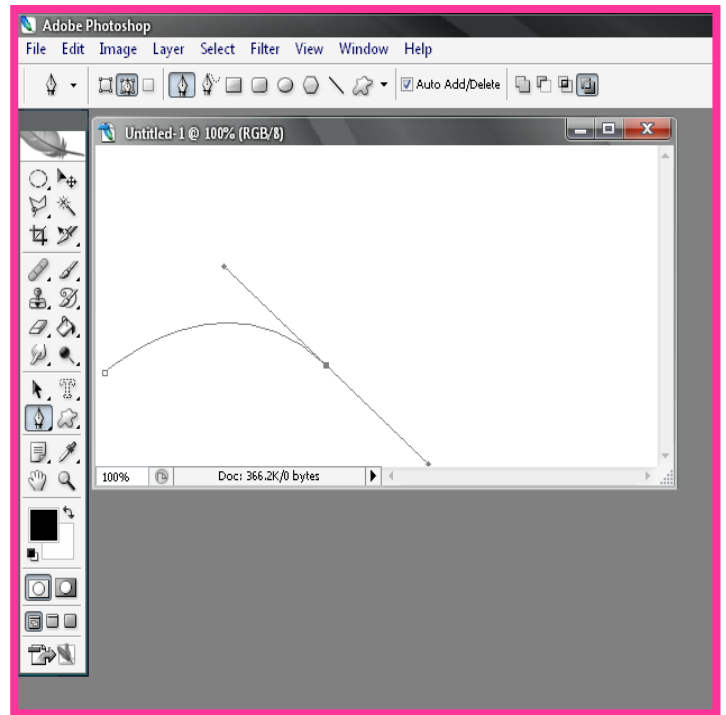 Adobe Photoshop
File Edit Image Layer Select Filter View Window Help
Auto Add/Delete
Untitled-1 @ 100% (RGB/8)
100% Doc: 366.2K/0 bytes